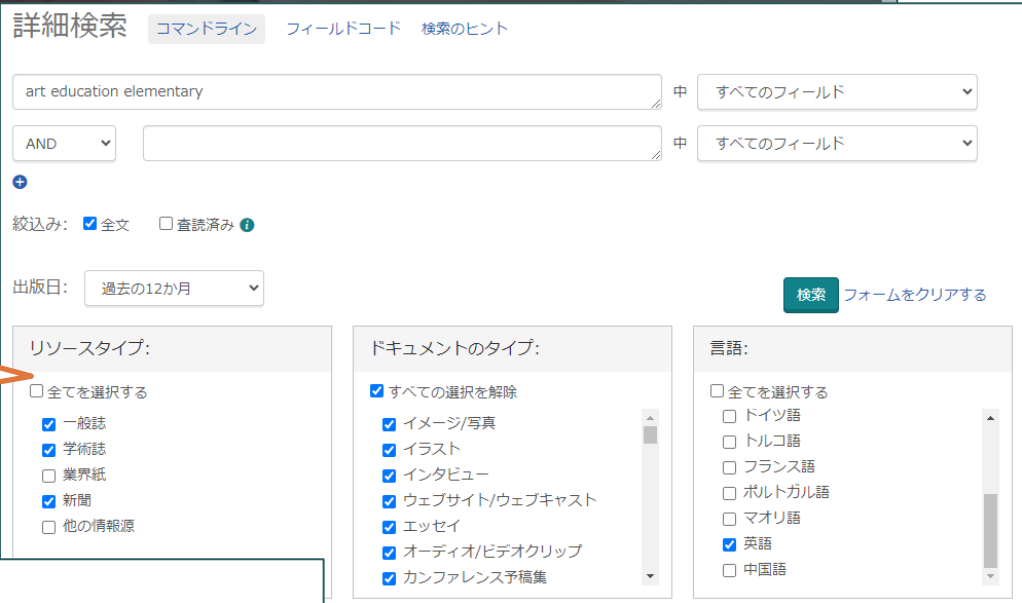 詳細検索 コマンドライン フィールドコード 検索のヒント
art education elementary 中 すべてのフィールド
AND 中 すべてのフィールド
絞込み: 全文 査読済み i
出版日: 過去の12か月 検索 フォームをクリアする
リソースタイプ:
全てを選択する
一般誌
学術誌
業界紙
新聞
他の情報源
ドキュメントのタイプ:
すべての選択を解除
イメージ/写真
イラスト
インタビュー
ウェブサイト/ウェブキャスト
エッセイ
オーディオ/ビデオクリップ
カンファレンス予稿集
言語:
全てを選択する
ドイツ語
トルコ語
フランス語
ポルトガル語
マオリ語
英語
中国語